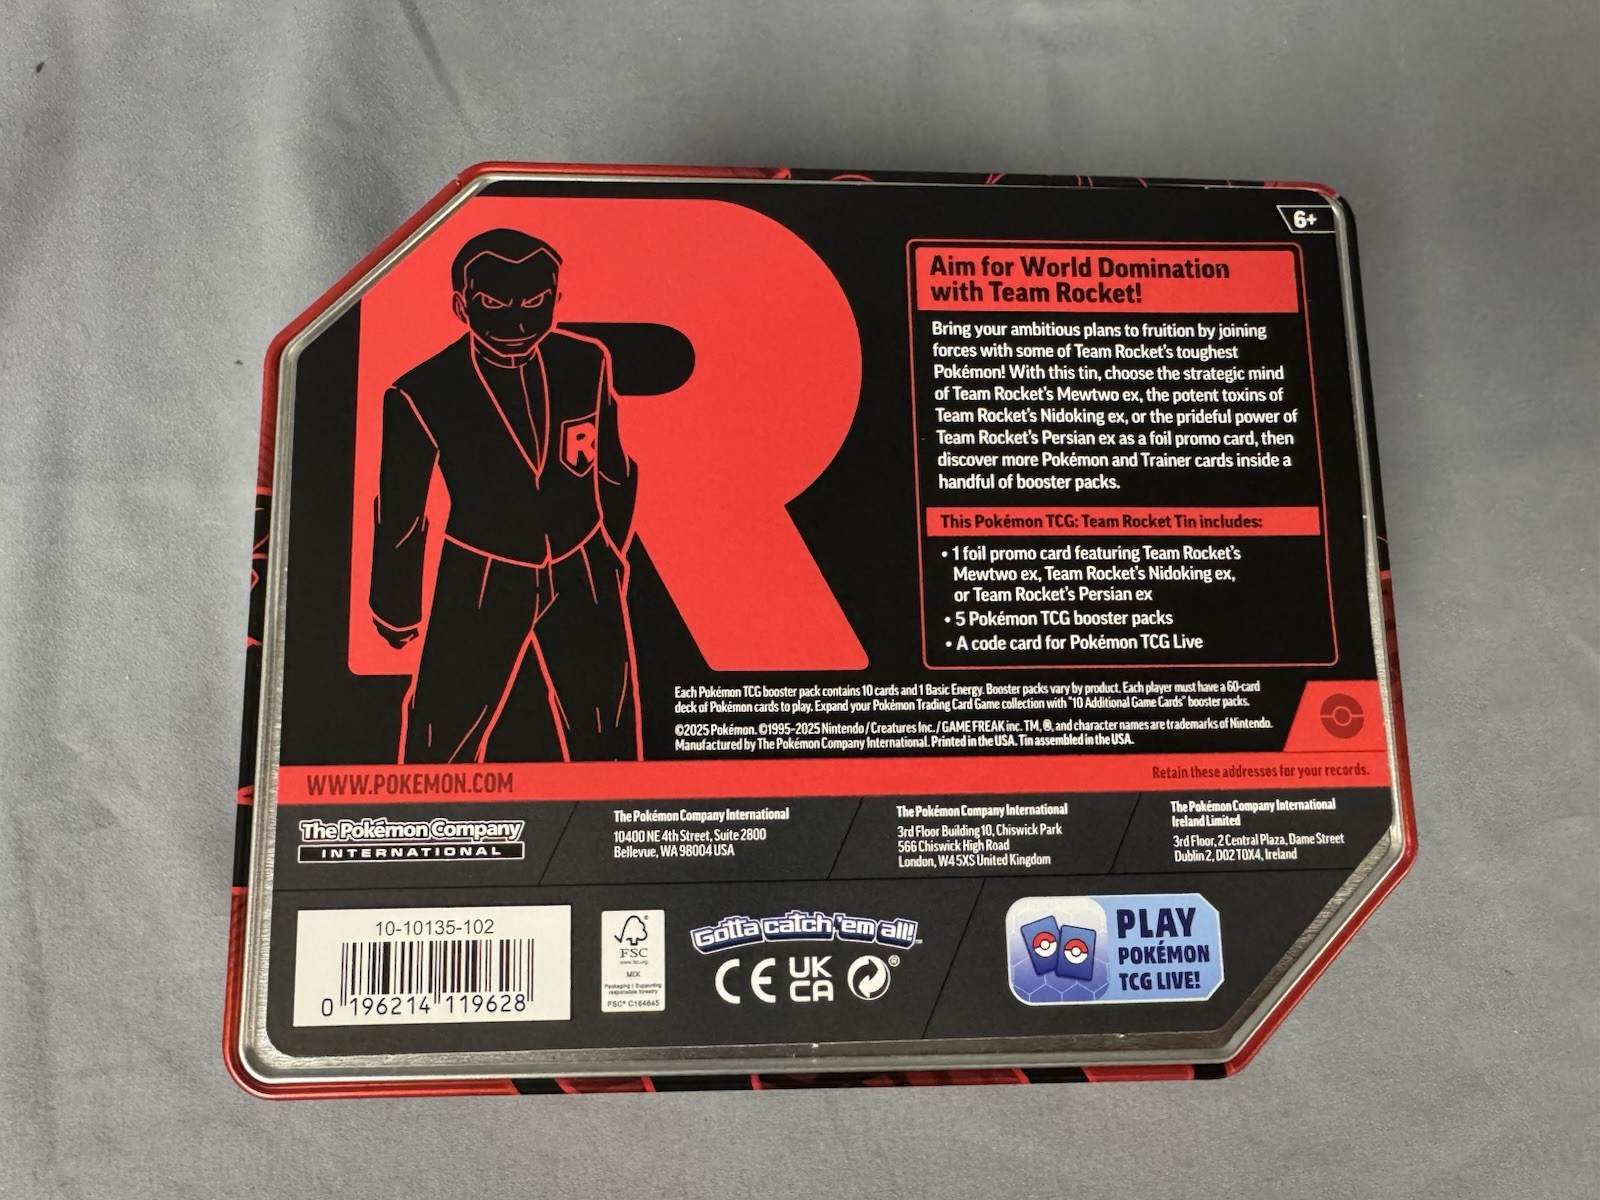 6+
R
Aim for World Domination
with Team Rocket!
Bring your ambitious plans to fruition by joining
forces with some of Team Rocket's toughest
Pokémon! With this tin, choose the strategic mind
of Team Rocket's Mewtwo ex, the potent toxins of
Team Rocket's Nidoking ex, or the prideful power of
Team Rocket's Persian ex as a foil promo card, then
discover more Pokémon and Trainer cards inside a
handful of booster packs.
This Pokémon TCG: Team Rocket Tin includes:
• 1 foil promo card featuring Team Rocket's
Mewtwo ex, Team Rocket's Nidoking ex,
or Team Rocket's Persian ex
• 5 Pokémon TCG booster packs
• A code card for Pokémon TCG Live
R
Each Pokémon TCG booster pack contains 10 cards and 1 Basic Energy. Booster packs vary by product. Each player must have a 60-card
deck of Pokémon cards to play. Expand your Pokémon Trading Card Game collection with "10 Additional Game Cards" booster packs.
©2025 Pokémon. ©1995–2025 Nintendo / Creatures Inc. / GAME FREAK inc. TM, ®, and character names are trademarks of Nintendo.
Manufactured by The Pokémon Company International. Printed in the USA. Tin assembled in the USA.
WWW.POKEMON.COM
Retain these addresses for your records.
The Pokémon Company
INTERNATIONAL
The Pokémon Company International
10400 NE 4th Street, Suite 2800
Bellevue, WA 98004 USA
The Pokémon Company International
3rd Floor Building 10, Chiswick Park
566 Chiswick High Road
London, W4 5XS United Kingdom
The Pokémon Company International
Ireland Limited
3rd Floor, 2 Central Plaza, Dame Street
Dublin 2, D02 T0X4, Ireland
10-10135-102
0 196214 119628
FSC®
www.fsc.org
MIX
Packaging | Supporting
responsible forestry
FSC® C164645
Gotta catch 'em all!™
CE UK
CA
®
PLAY
POKÉMON
TCG LIVE!